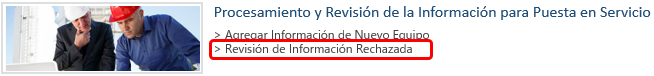 Procesamiento y Revisión de la Información para Puesta en Servicio
> Agregar Información de Nuevo Equipo
> Revisión de Información Rechazada